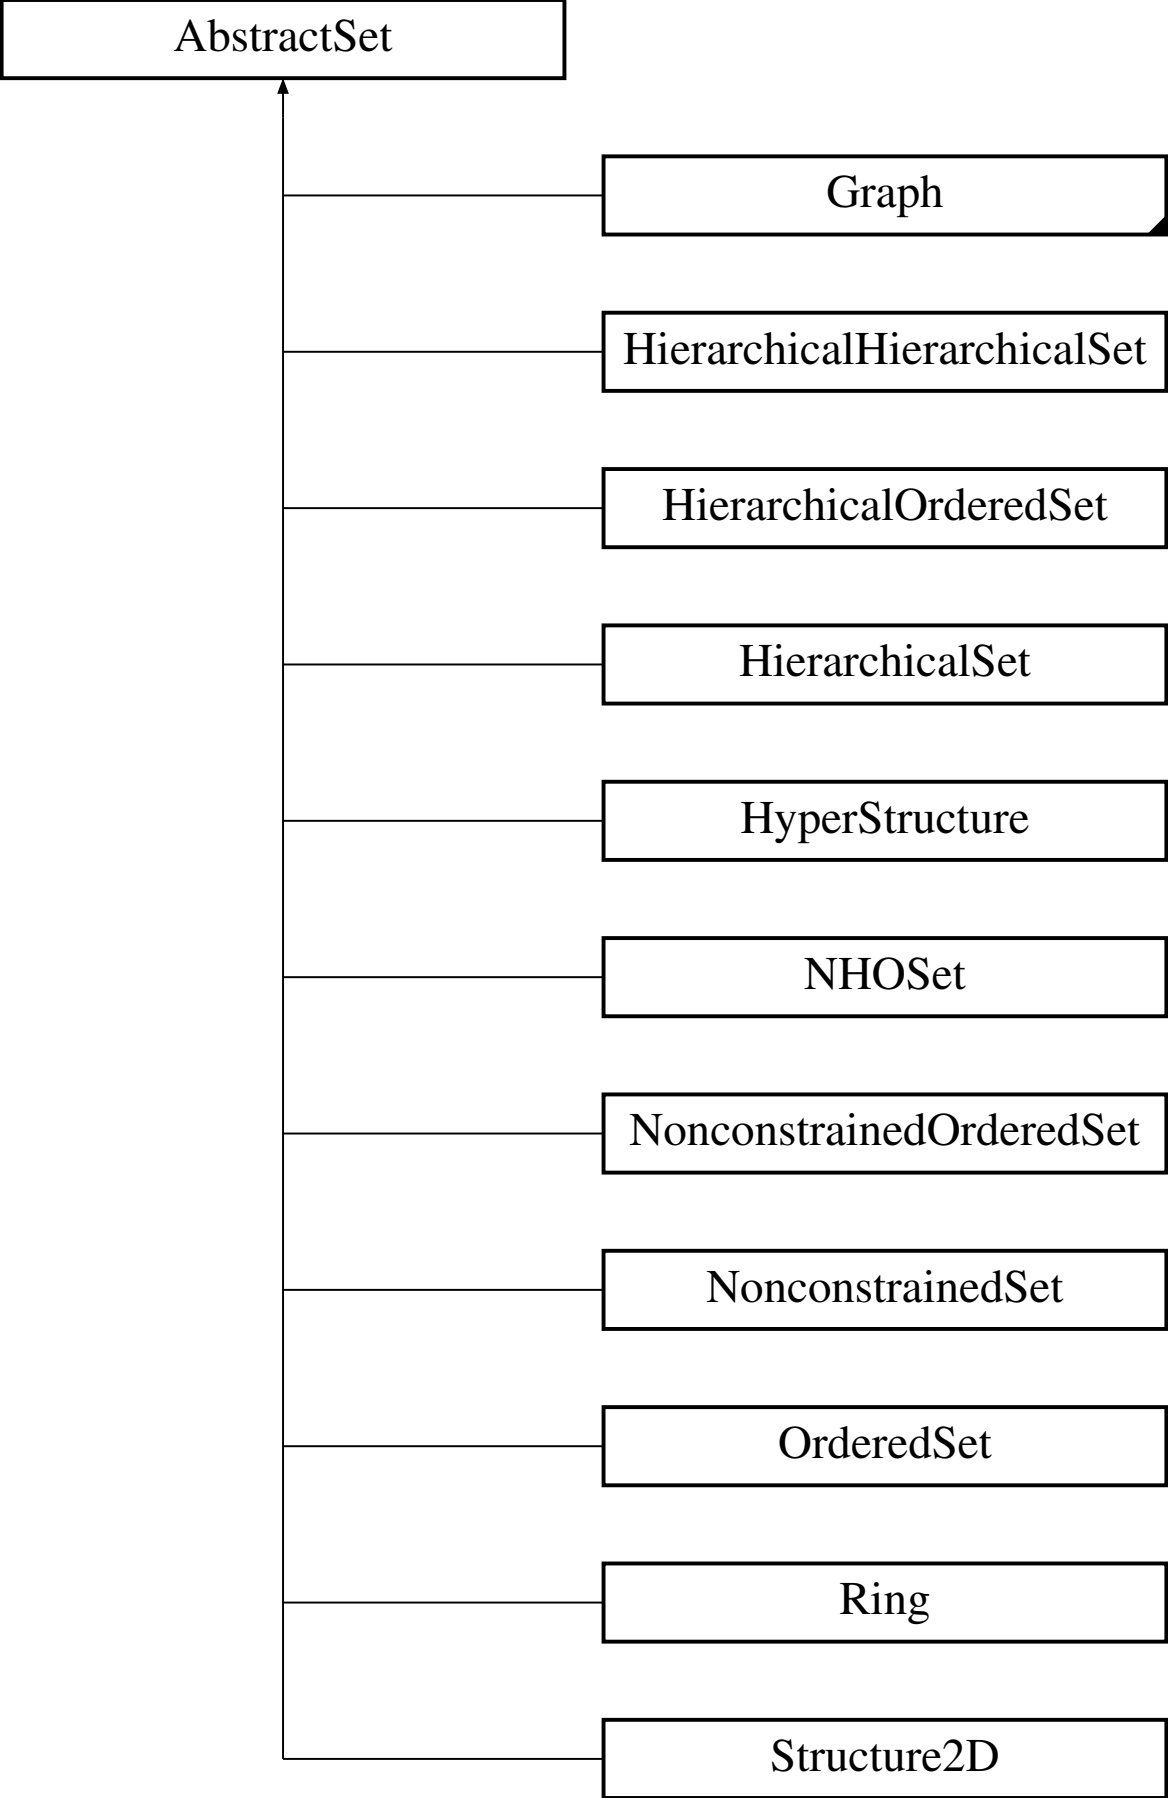 AbstractSet
Graph
HierarchicalHierarchicalSet
HierarchicalOrderedSet
HierarchicalSet
HyperStructure
NHOSet
NonconstrainedOrderedSet
NonconstrainedSet
OrderedSet
Ring
Structure2D